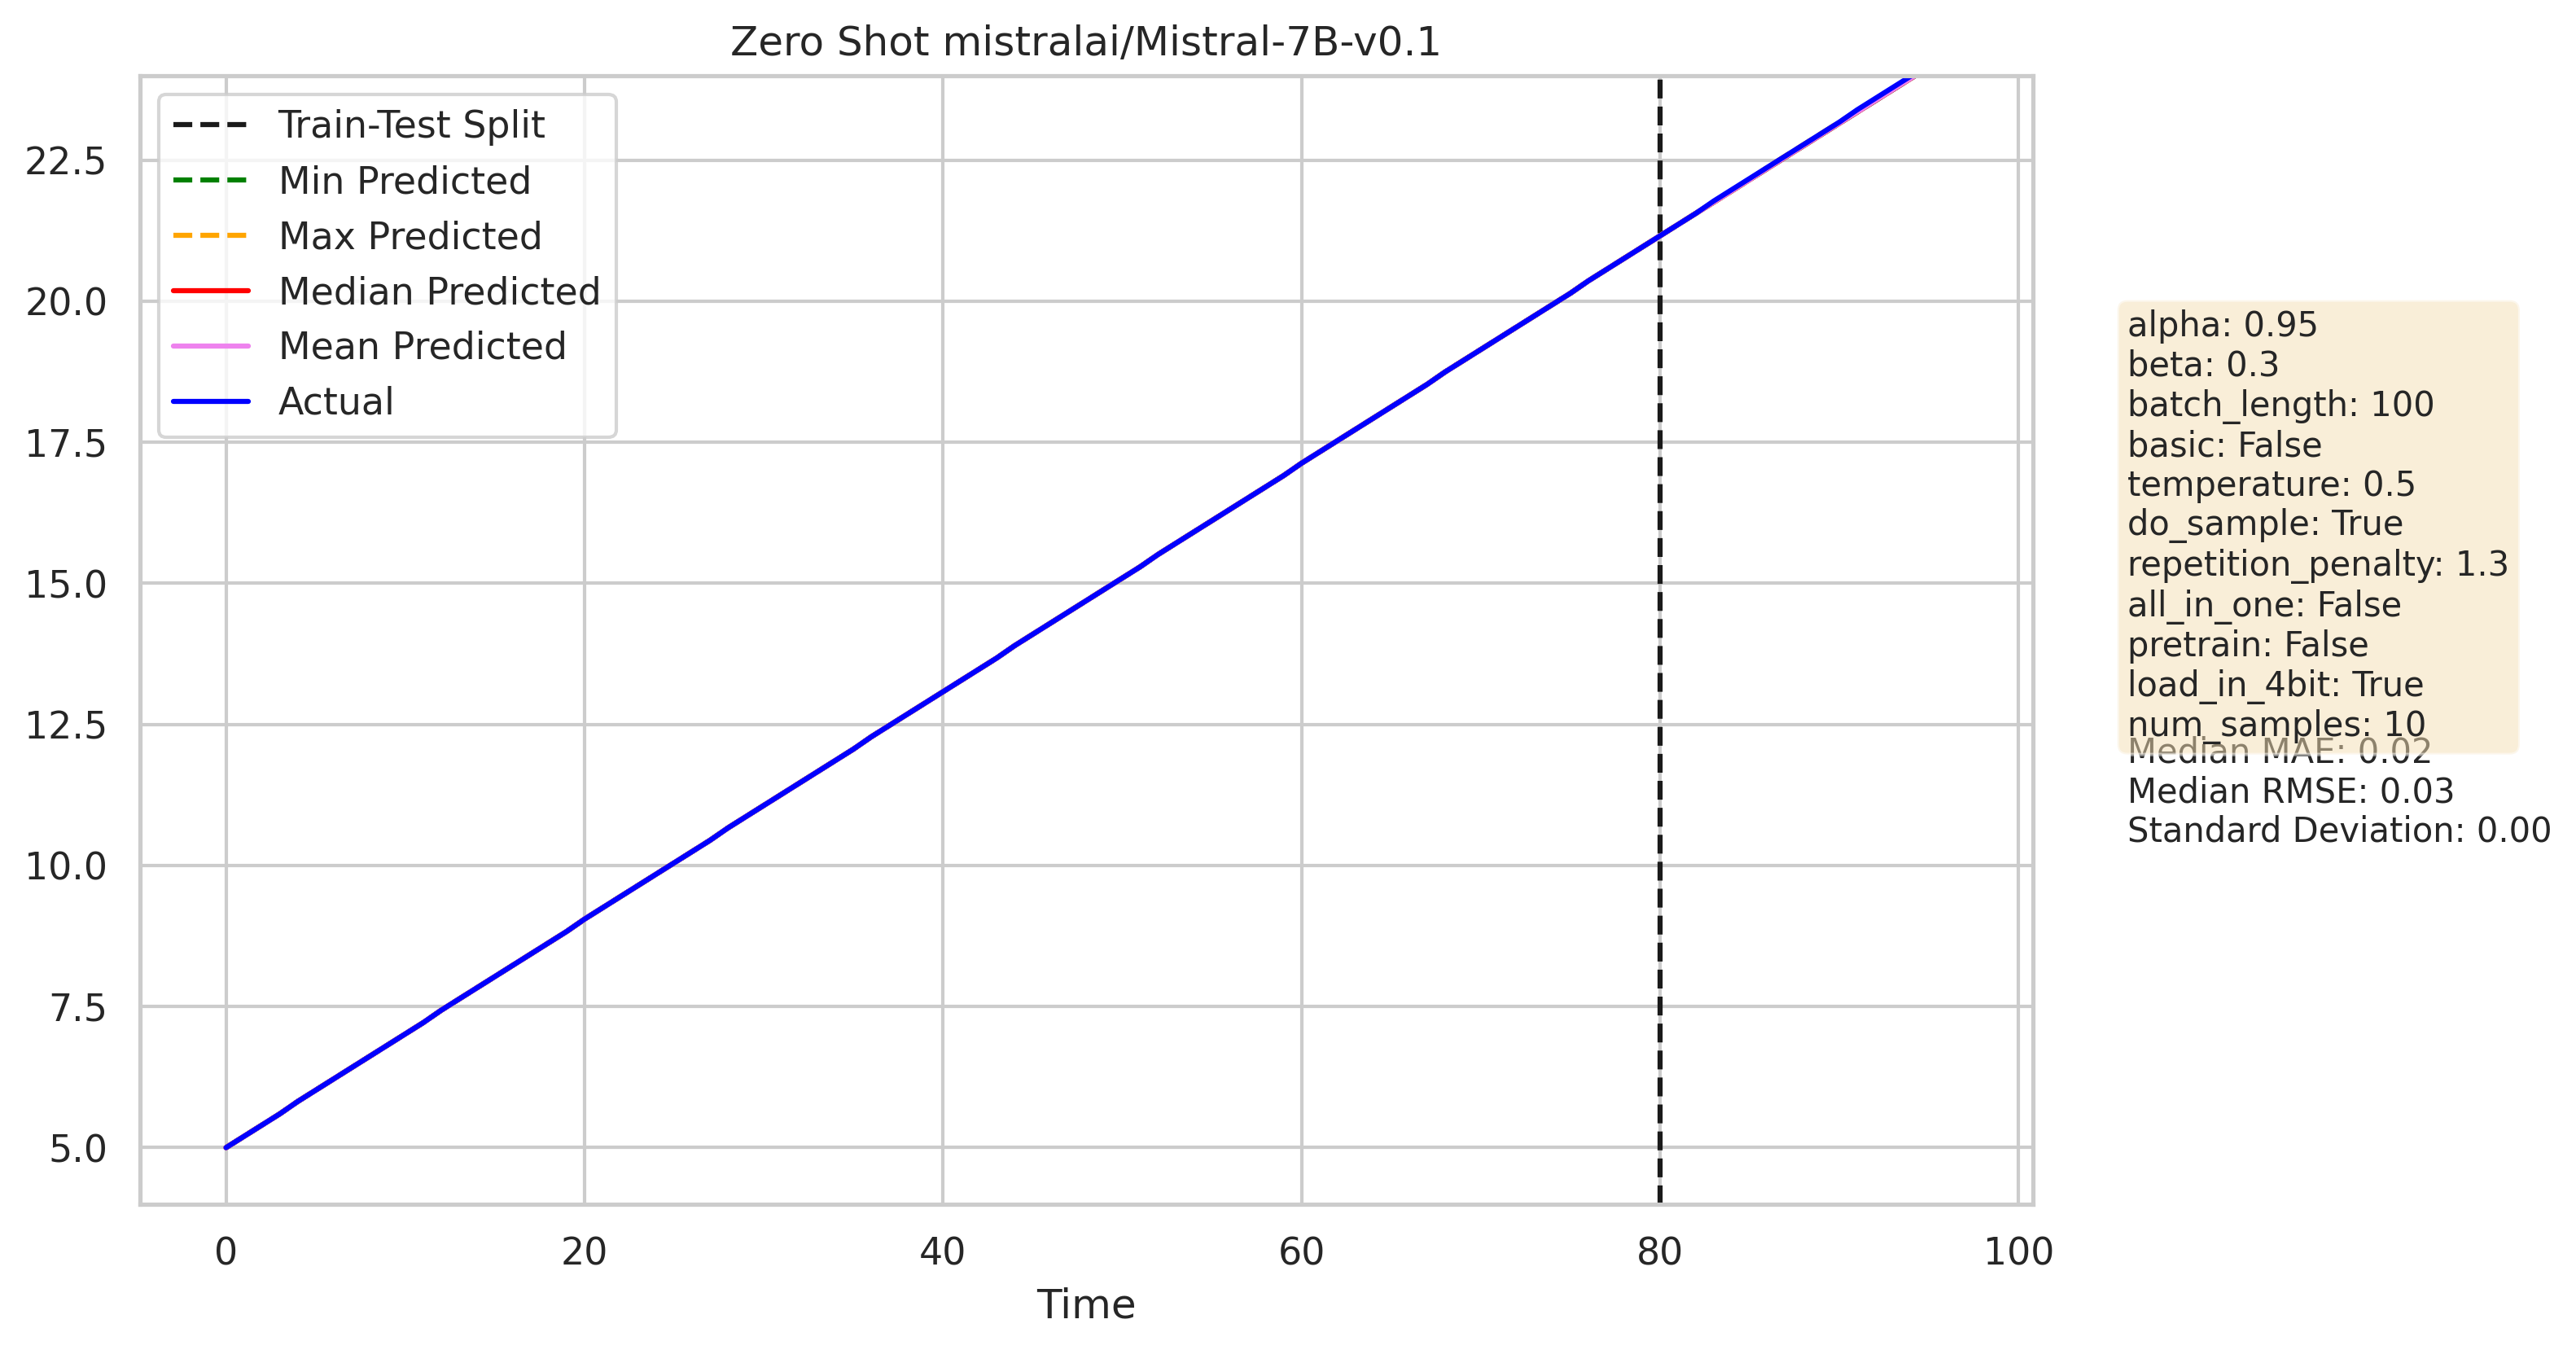 Zero Shot mistralai/Mistral-7B-v0.1
Train-Test Split
Min Predicted
Max Predicted
Median Predicted
Mean Predicted
Actual
22.5
20.0
17.5
15.0
12.5
10.0
7.5
5.0
0 20 40 60 80 100
Time
alpha: 0.95
beta: 0.3
batch_length: 100
basic: False
temperature: 0.5
do_sample: True
repetition_penalty: 1.3
all_in_one: False
pretrain: False
load_in_4bit: True
num_samples: 10
Median MAE: 0.02
Median RMSE: 0.03
Standard Deviation: 0.00